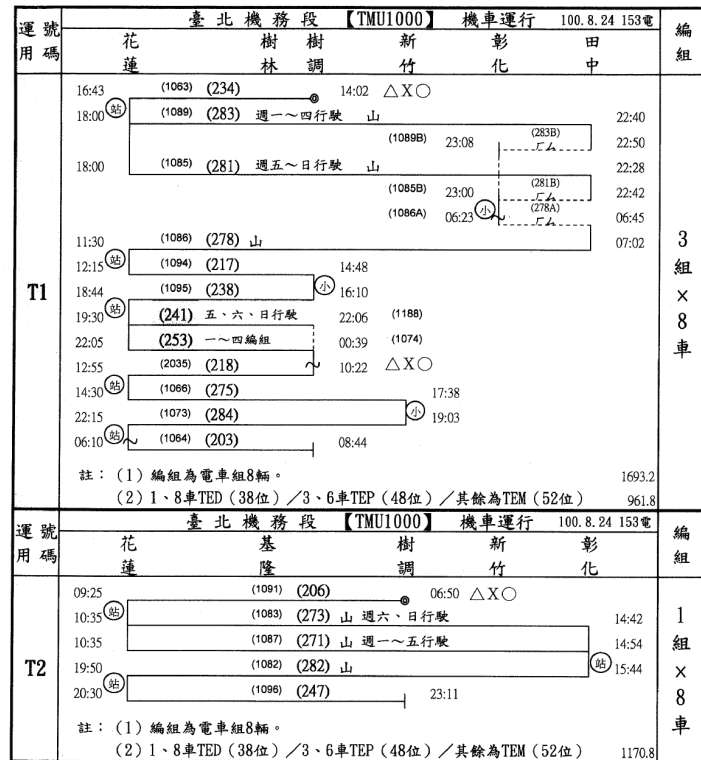 運用 號碼 臺北機務段 【TMU1000】 機車運行 100.8.24 153電 編組
花蓮 樹林 樹調 新竹 彰化 田中
16:43 (1063) (234) 14:02 △X○
18:00 站 (1089) (283) 週一～四行駛 山 22:40
(1089B) 23:08 (283B) ㄏㄥ 22:50
18:00 (1085) (281) 週五～日行駛 山 22:28
(1085B) 23:00 (281B) ㄏㄥ 22:42
(1086A) 06:23 小 (278A) ㄏㄥ 06:45
11:30 (1086) (278) 山 07:02
12:15 站 (1094) (217) 14:48
18:44 (1095) (238) 小 16:10
19:30 站 (241) 五、六、日行駛 22:06 (1188)
22:05 (253) 一～四編組 00:39 (1074)
12:55 (2035) (218) 10:22 △X○
14:30 站 (1066) (275) 17:38
22:15 (1073) (284) 小 19:03
06:10 站 (1064) (203) 08:44
T1
3組×8車
註：（1）編組為電車組8輛。 1693.2
（2）1、8車TED（38位）／3、6車TEP（48位）／其餘為TEM（52位） 961.8
運用 號碼 臺北機務段 【TMU1000】 機車運行 100.8.24 153電 編組
花蓮 基隆 樹調 新竹 彰化
09:25 (1091) (206) 06:50 △X○
10:35 站 (1083) (273) 山 週六、日行駛 14:42
10:35 (1087) (271) 山 週一～五行駛 14:54
19:50 (1082) (282) 山 站 15:44
20:30 站 (1096) (247) 23:11
T2
1組×8車
註：（1）編組為電車組8輛。
（2）1、8車TED（38位）／3、6車TEP（48位）／其餘為TEM（52位） 1170.8